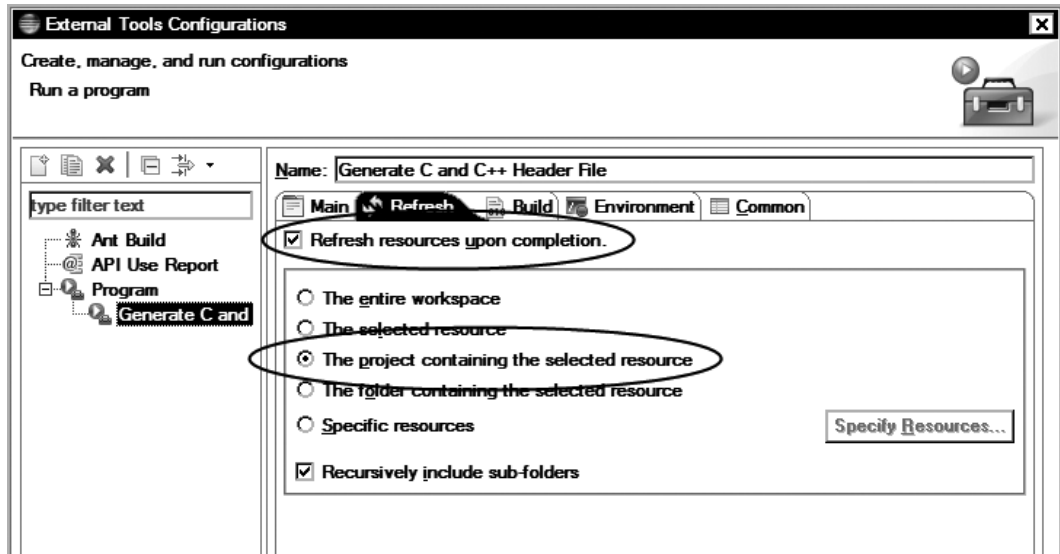 External Tools Configurations
Create, manage, and run configurations
Run a program
Name: Generate C and C++ Header File
type filter text
Main Refresh Build Environment Common
Ant Build
API Use Report
Program
Generate C and
Refresh resources upon completion.
The entire workspace
The selected resource
The project containing the selected resource
The folder containing the selected resource
Specific resources
Specify Resources...
Recursively include sub-folders